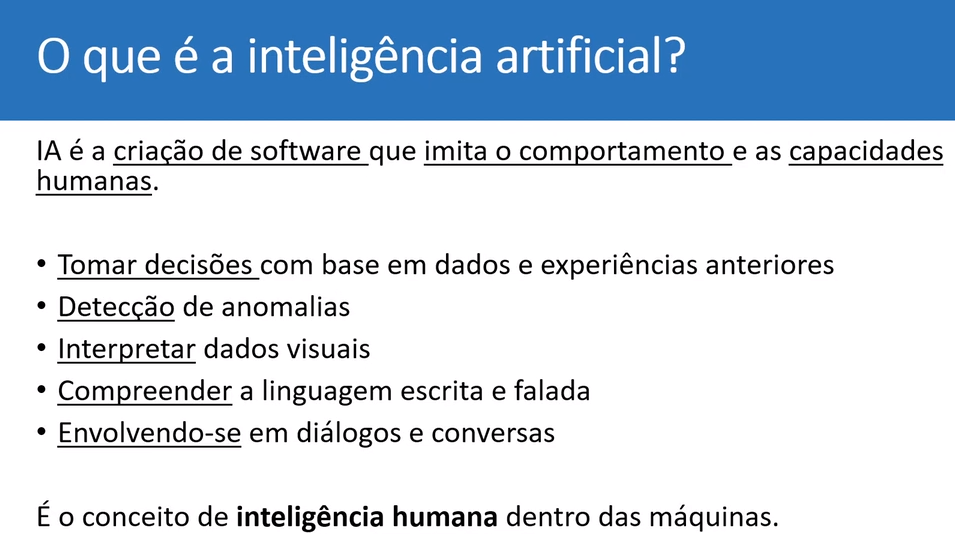 O que é a inteligência artificial?
IA é a criação de software que imita o comportamento e as capacidades
humanas.
• Tomar decisões com base em dados e experiências anteriores
• Detecção de anomalias
• Interpretar dados visuais
• Compreender a linguagem escrita e falada
• Envolvendo-se em diálogos e conversas
É o conceito de inteligência humana dentro das máquinas.